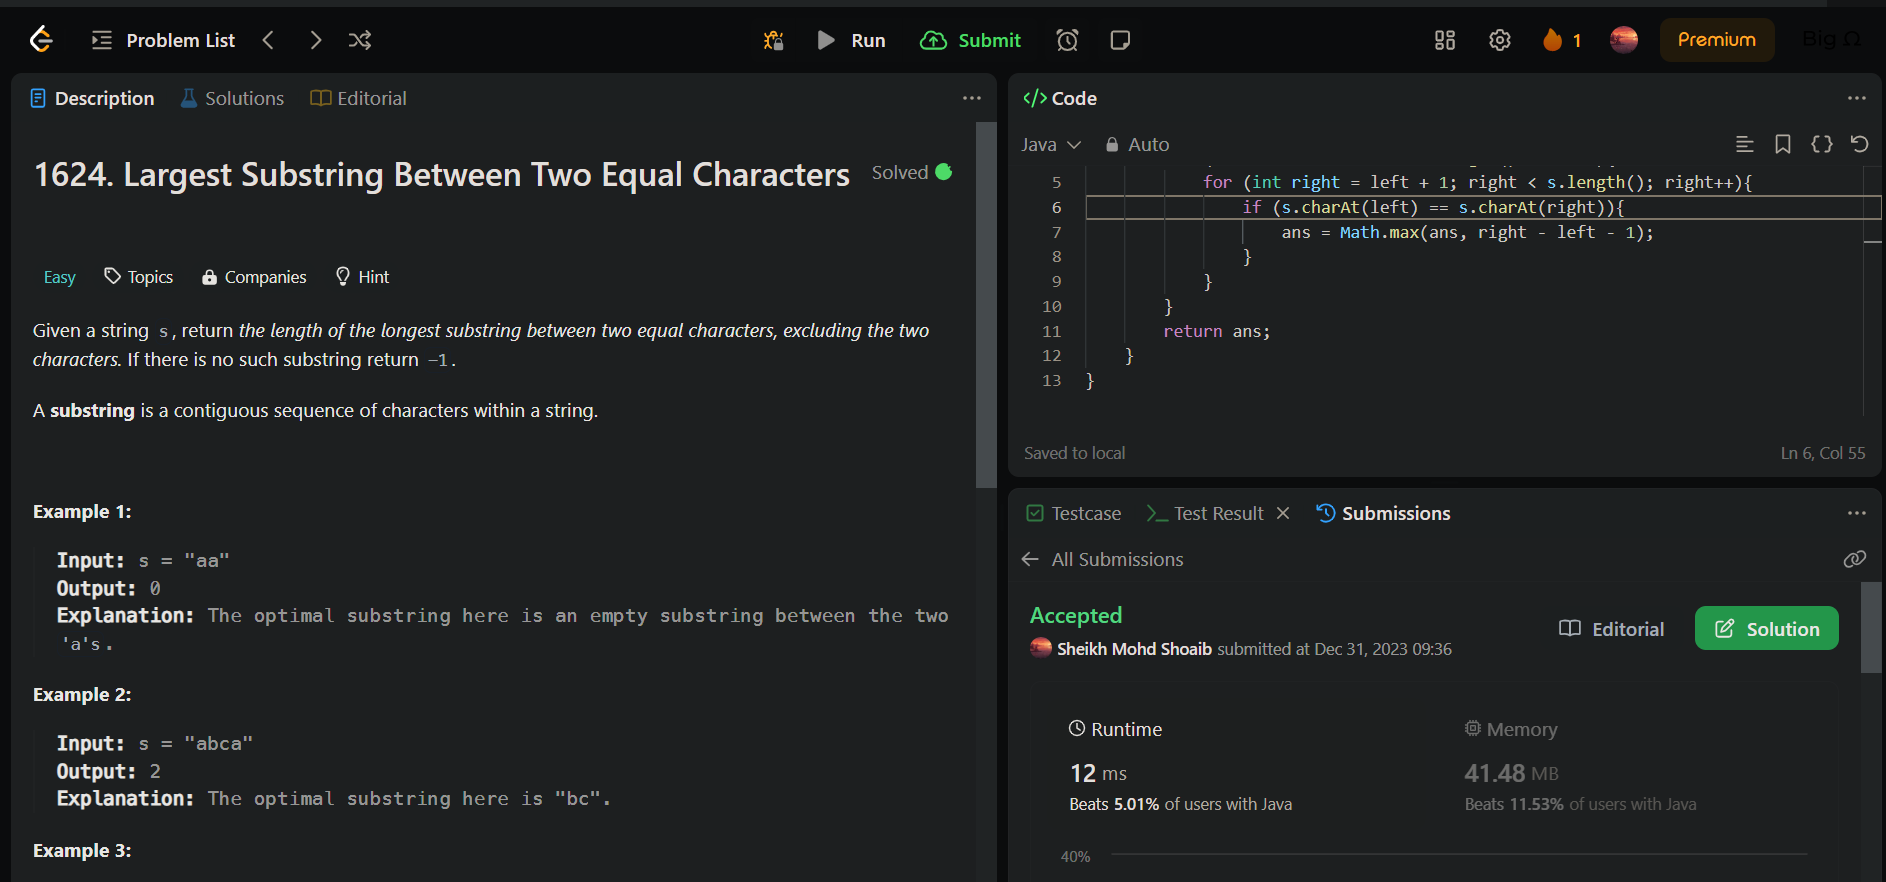 Problem List
Run
Submit
1
Premium
Big Ω
Description
Solutions
Editorial
1624. Largest Substring Between Two Equal Characters
Solved
Easy
Topics
Companies
Hint
Given a string s, return the length of the longest substring between two equal characters, excluding the two
characters. If there is no such substring return -1.
A substring is a contiguous sequence of characters within a string.
Example 1:
Input: s = "aa"
Output: 0
Explanation: The optimal substring here is an empty substring between the two
'a's.
Example 2:
Input: s = "abca"
Output: 2
Explanation: The optimal substring here is "bc".
Example 3:
</> Code
Java
Auto
5 for (int right = left + 1; right < s.length(); right++){
6 if (s.charAt(left) == s.charAt(right)){
7 ans = Math.max(ans, right - left - 1);
8 }
9 }
10 }
11 return ans;
12 }
13 }
Saved to local
Ln 6, Col 55
Testcase
Test Result
Submissions
All Submissions
Accepted
Sheikh Mohd Shoaib submitted at Dec 31, 2023 09:36
Editorial
Solution
Runtime
12 ms
Beats 5.01% of users with Java
Memory
41.48 MB
Beats 11.53% of users with Java
40%